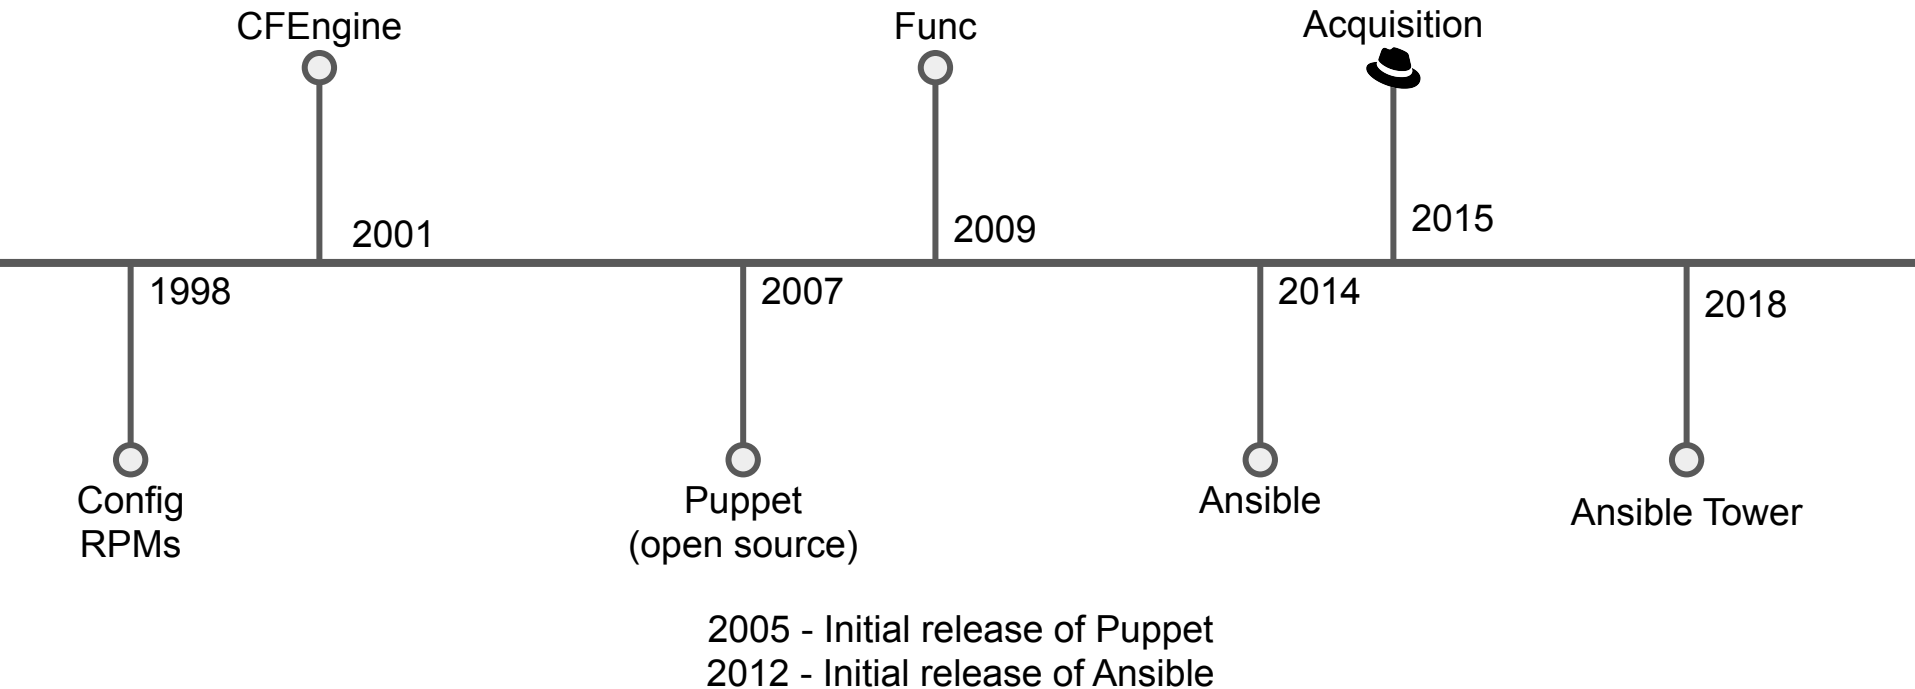 CFEngine
Func
Acquisition
2001
2009
2015
1998
2007
2014
2018
Config
RPMs
Puppet
(open source)
Ansible
Ansible Tower
2005 - Initial release of Puppet
2012 - Initial release of Ansible